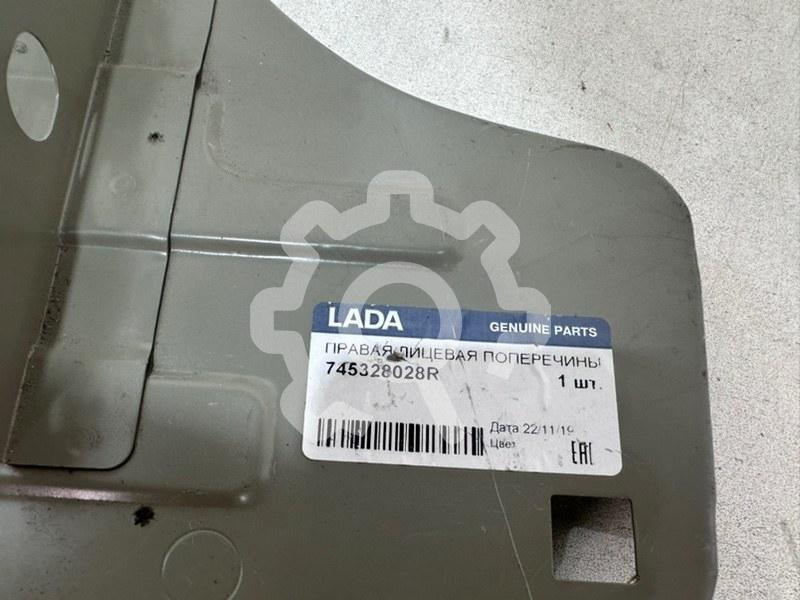 LADA GENUINE PARTS
ПРАВАЯ ЛИЦЕВАЯ ПОПЕРЕЧИНЫ
745328028R 1 шт.
Дата 22/11/19
Цвет
EAC